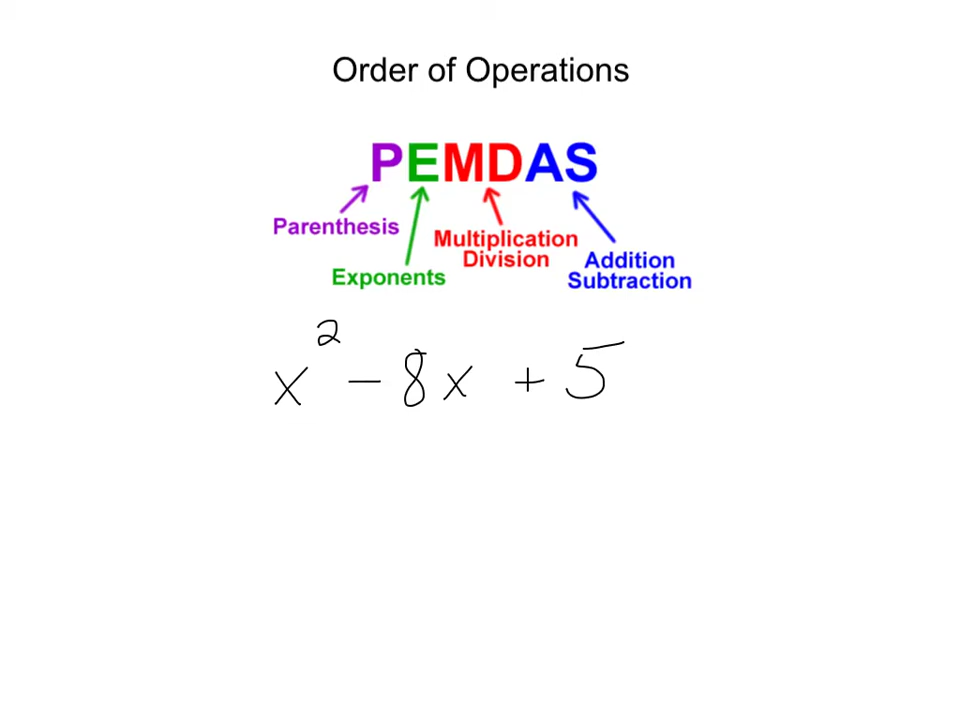 Order of Operations
PEMDAS
Parenthesis
Exponents
Multiplication
Division
Addition
Subtraction
x² - 8x + 5